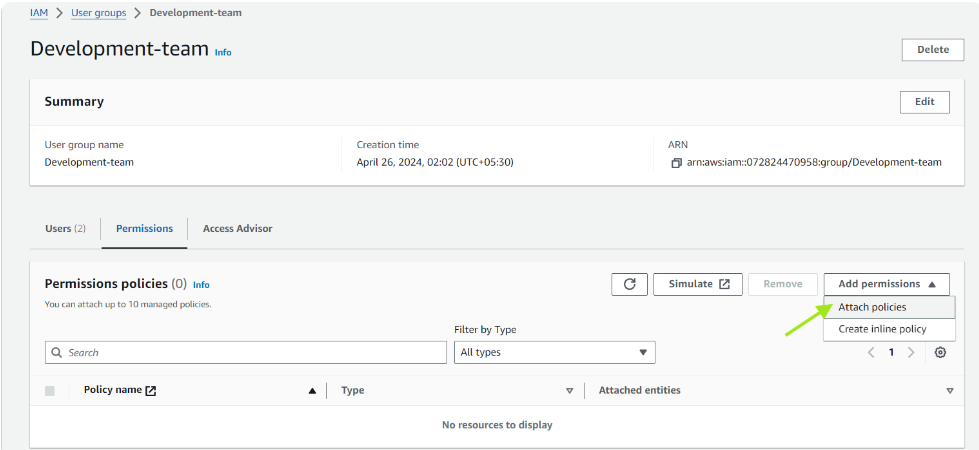 IAM > User groups > Development-team
Development-team Info
Delete
Summary
Edit
User group name
Development-team
Creation time
April 26, 2024, 02:02 (UTC+05:30)
ARN
arn:aws:iam::072824470958:group/Development-team
Users (2)
Permissions
Access Advisor
Permissions policies (0) Info
You can attach up to 10 managed policies.
Simulate
Remove
Add permissions
Attach policies
Create inline policy
Filter by Type
Search
All types
1
Policy name
Type
Attached entities
No resources to display